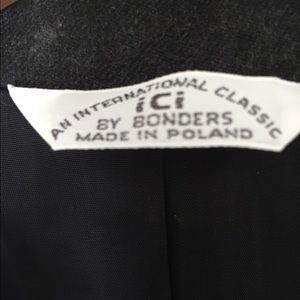 AN INTERNATIONAL CLASSIC
ici
BY BONDERS
MADE IN POLAND